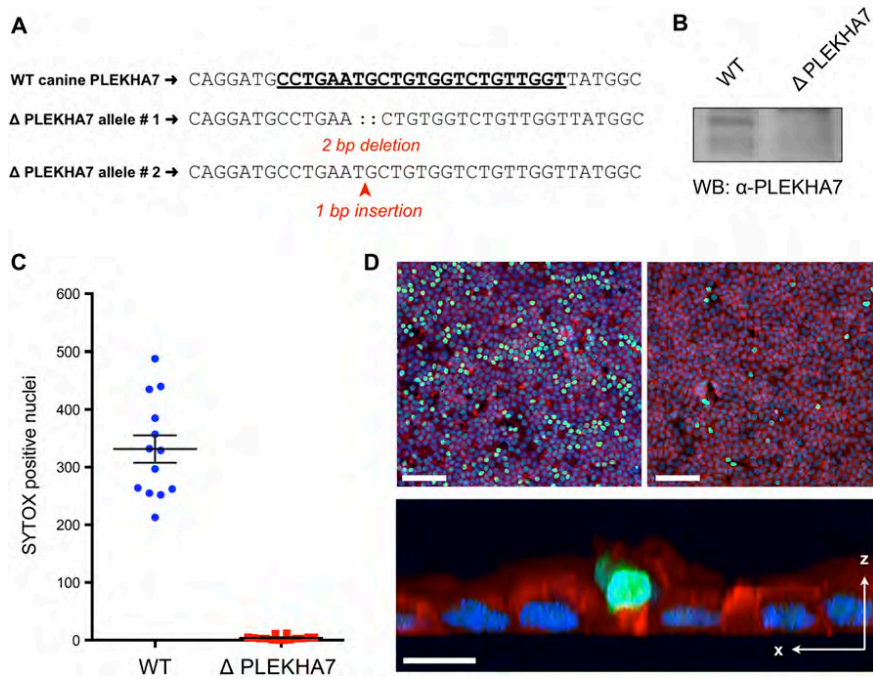 A
WT canine PLEKHA7 → CAGGATGCCTGAATGCTGTGGTCTGTTGGTTATGGC
Δ PLEKHA7 allele # 1 → CAGGATGCCTGAA::CTGTGGTCTGTTGGTTATGGC
2 bp deletion
Δ PLEKHA7 allele # 2 → CAGGATGCCTGAATGCTGTGGTCTGTTGGTTATGGC
1 bp insertion
B
WT
Δ PLEKHA7
WB: α-PLEKHA7
C
SYTOX positive nuclei
600
500
400
300
200
100
0
WT
Δ PLEKHA7
D
z
x